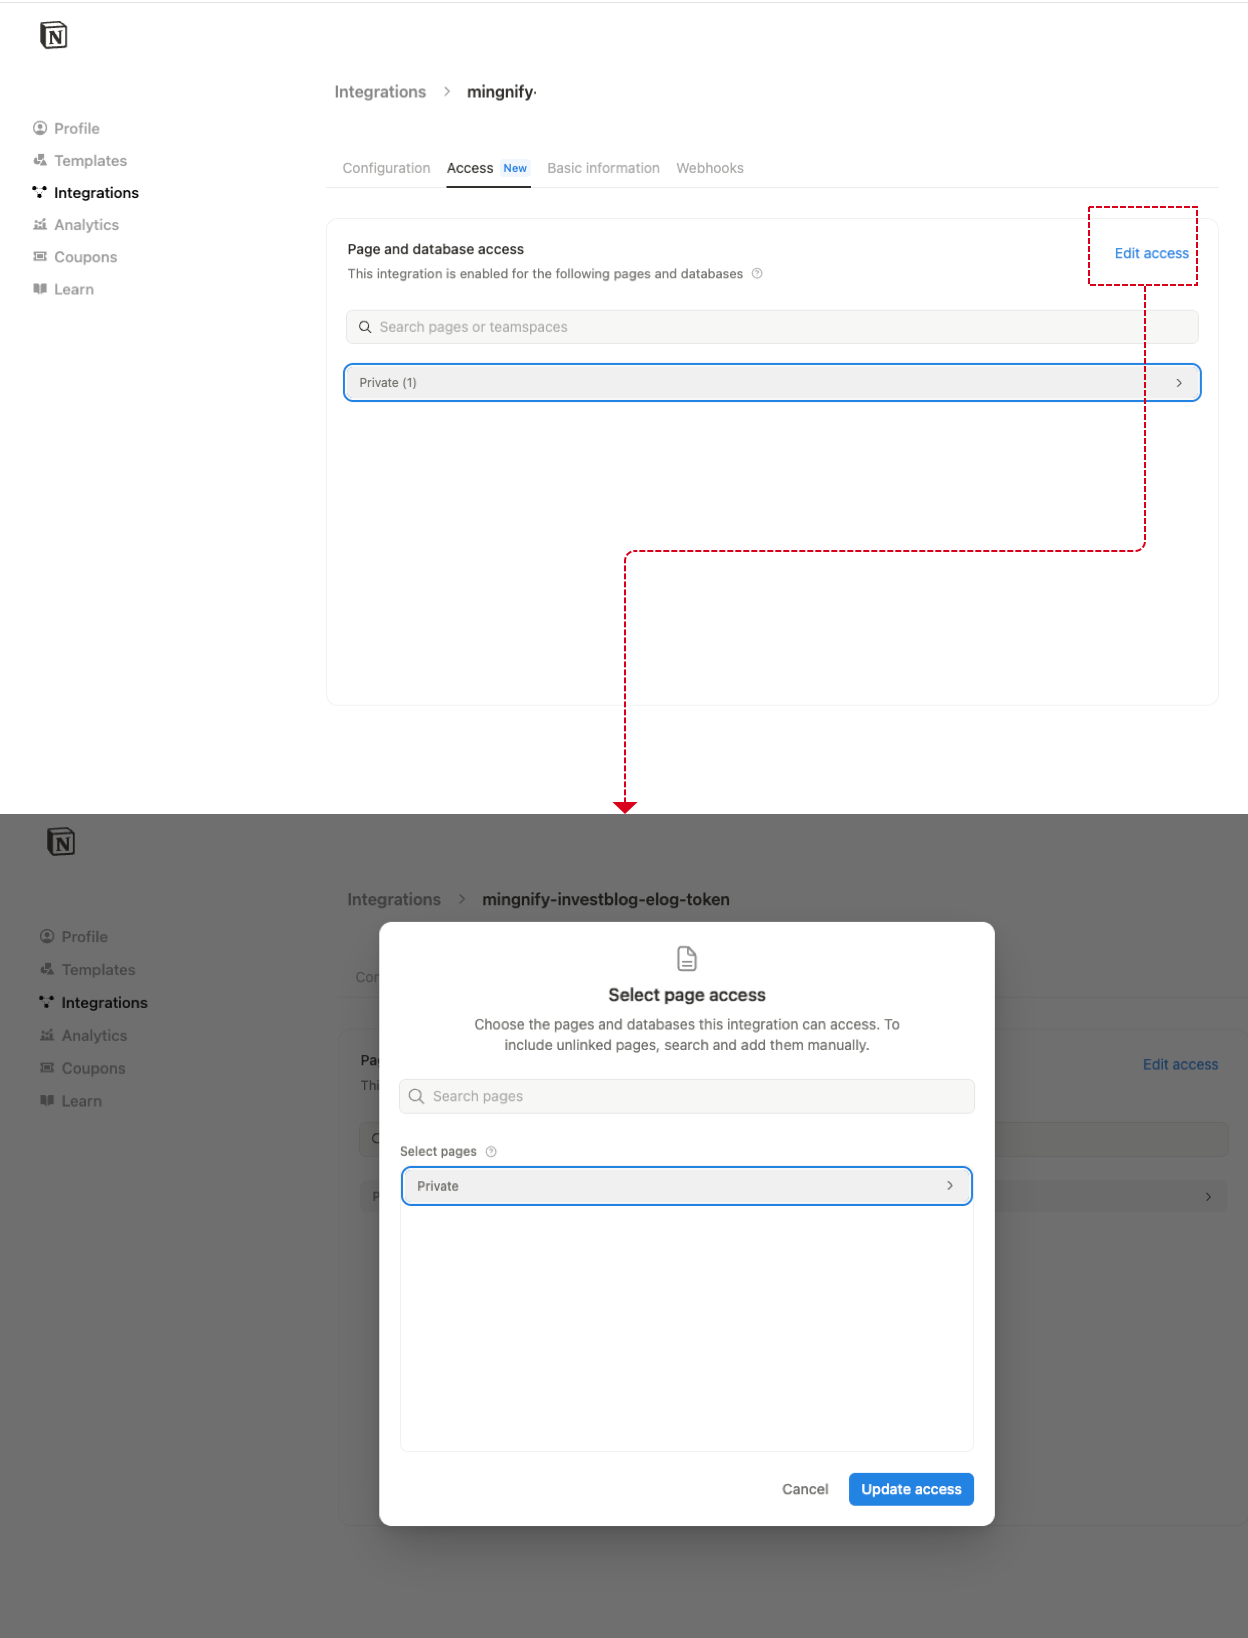 Integrations > mingnify-
Profile
Templates
Integrations
Analytics
Coupons
Learn
Configuration Access New Basic information Webhooks
Page and database access
Edit access
This integration is enabled for the following pages and databases
Search pages or teamspaces
Private (1)
Integrations > mingnify-investblog-elog-token
Profile
Templates
Integrations
Analytics
Coupons
Learn
Con
Pa
Thi
Edit access
P
Select page access
Choose the pages and databases this integration can access. To
include unlinked pages, search and add them manually.
Search pages
Select pages
Private
Cancel Update access